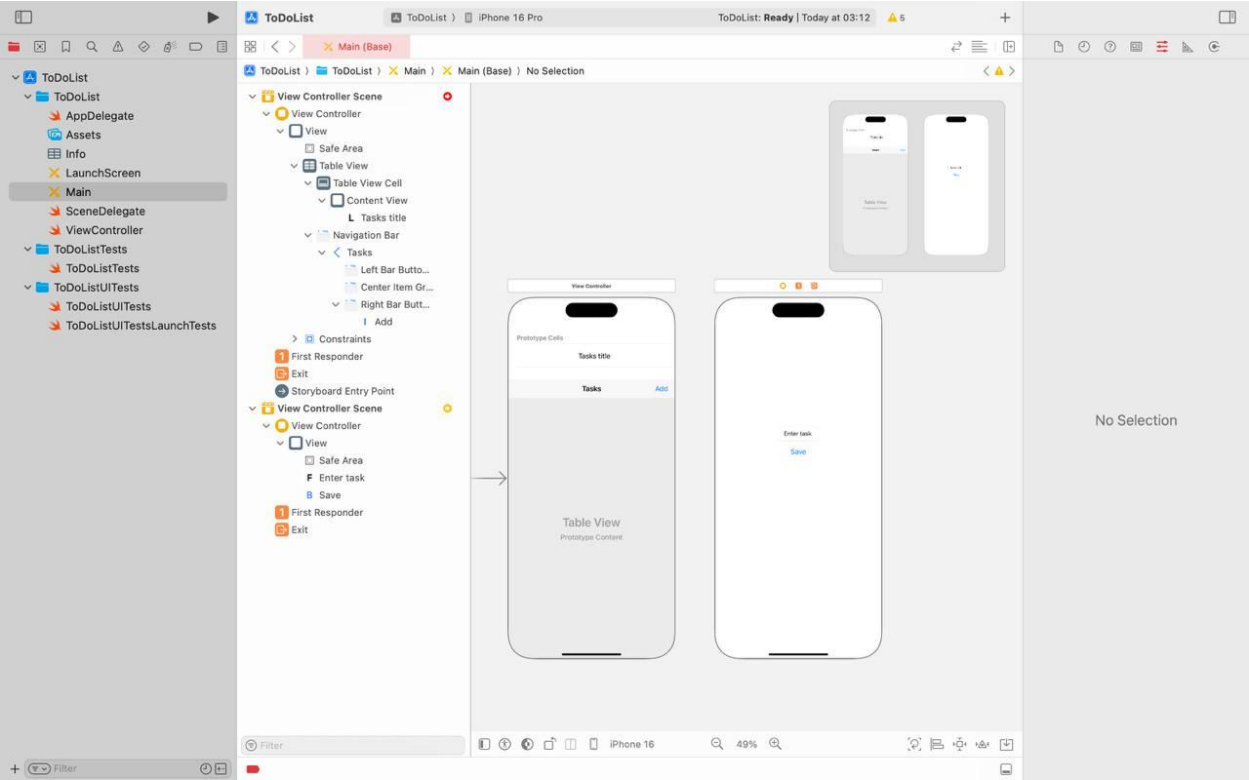 ToDoList
ToDoList
iPhone 16 Pro
ToDoList: Ready | Today at 03:12
5
Main (Base)
ToDoList
ToDoList
Main
Main (Base)
No Selection
ToDoList
ToDoList
AppDelegate
Assets
Info
LaunchScreen
Main
SceneDelegate
ViewController
ToDoListTests
ToDoListTests
ToDoListUITests
ToDoListUITests
ToDoListUITestsLaunchTests
Filter
View Controller Scene
View Controller
View
Safe Area
Table View
Table View Cell
Content View
L Tasks title
Navigation Bar
Tasks
Left Bar Butto...
Center Item Gr...
Right Bar Butt...
Add
Constraints
1 First Responder
Exit
Storyboard Entry Point
View Controller Scene
View Controller
View
Safe Area
F Enter task
B Save
1 First Responder
Exit
Filter
View Controller
Prototype Cells
Tasks title
Tasks
Add
Table View
Prototype Content
Enter task
Save
Table View
iPhone 16
49%
No Selection